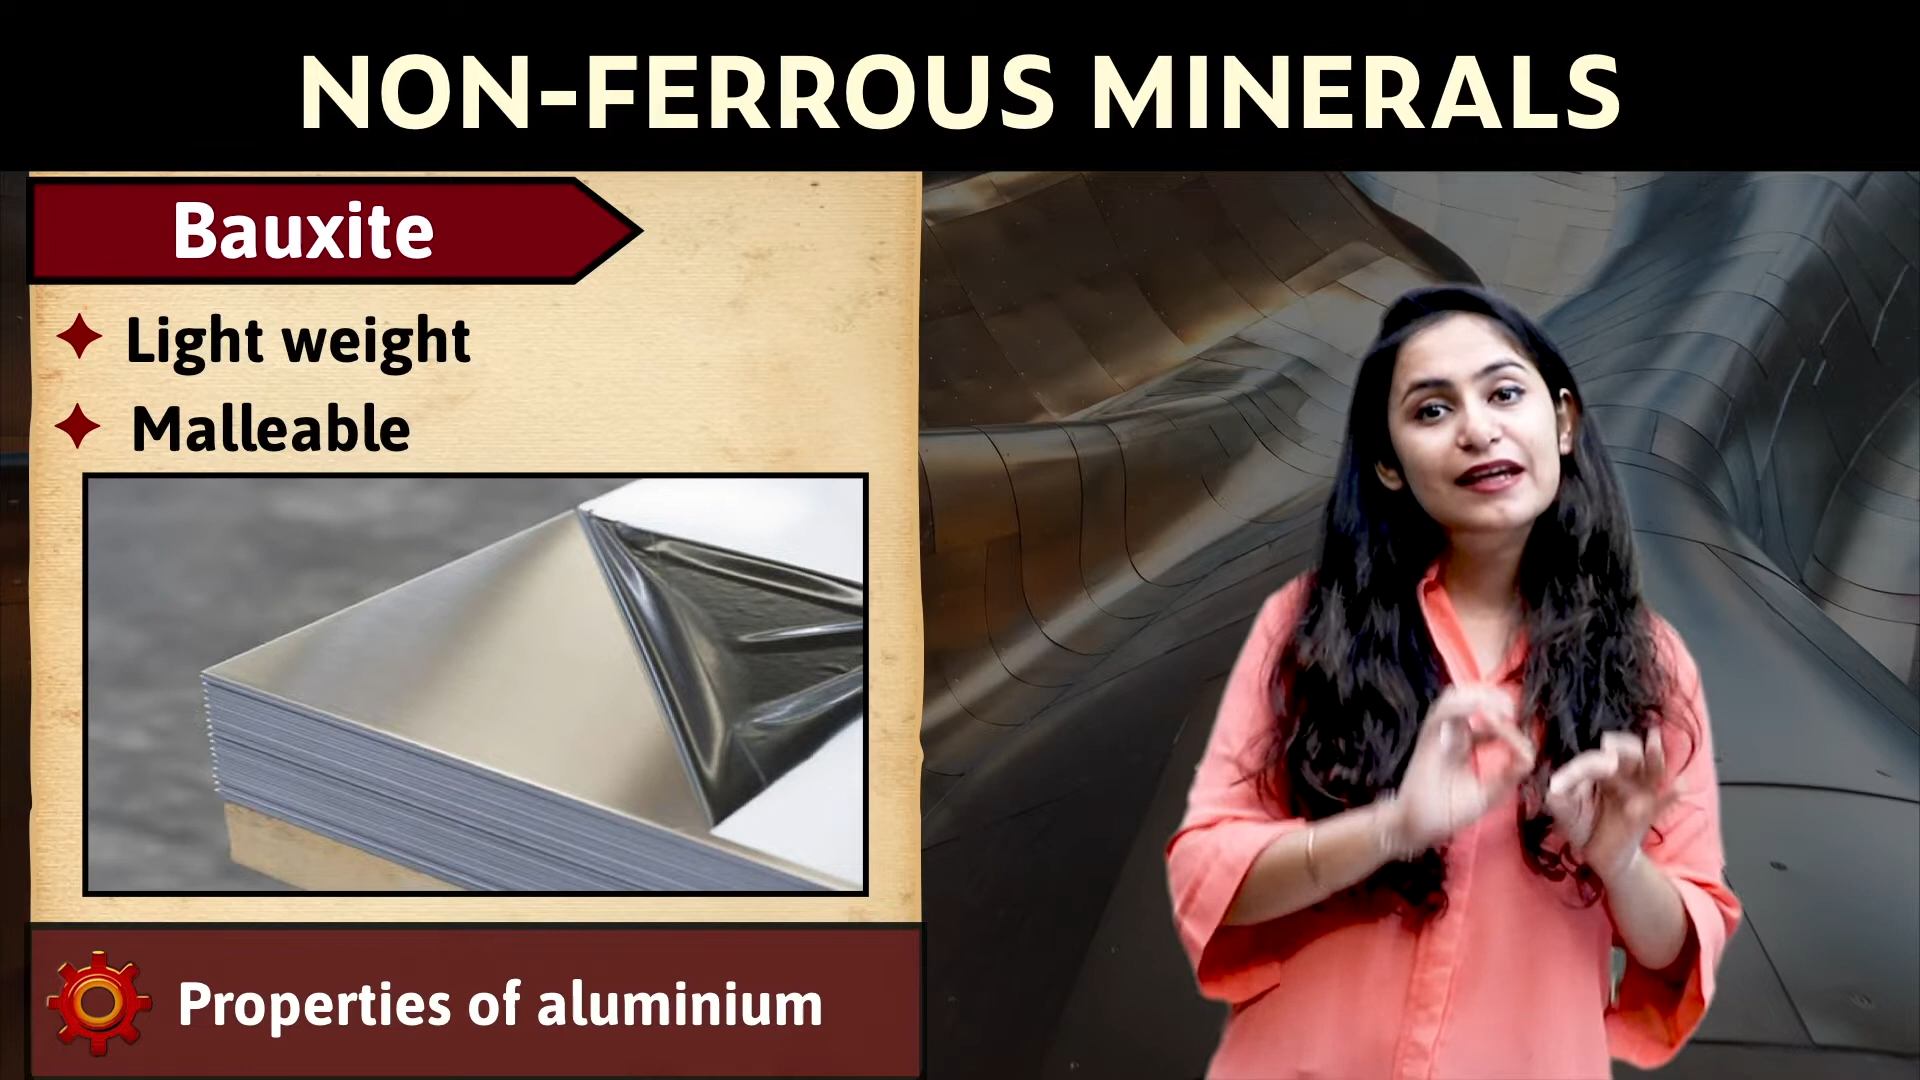 NON-FERROUS MINERALS
Bauxite
Light weight
Malleable
Properties of aluminium